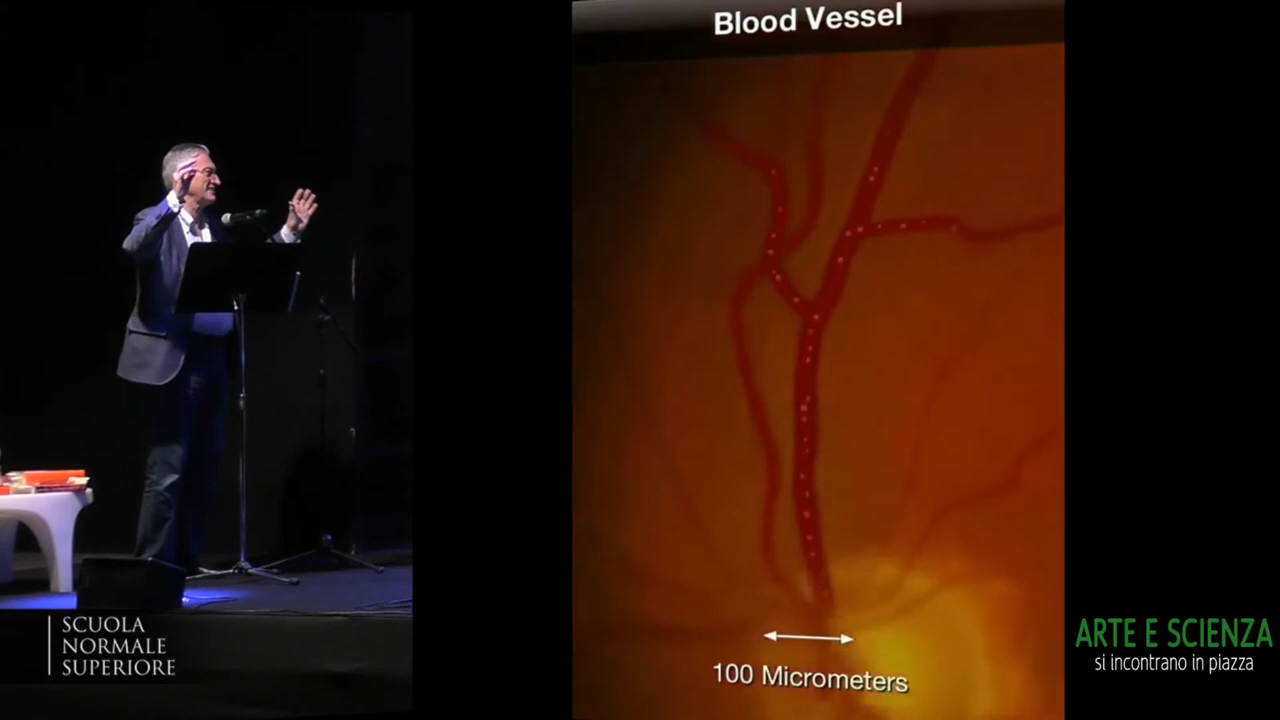 Blood Vessel
100 Micrometers
SCUOLA
NORMALE
SUPERIORE
ARTE E SCIENZA
si incontrano in piazza